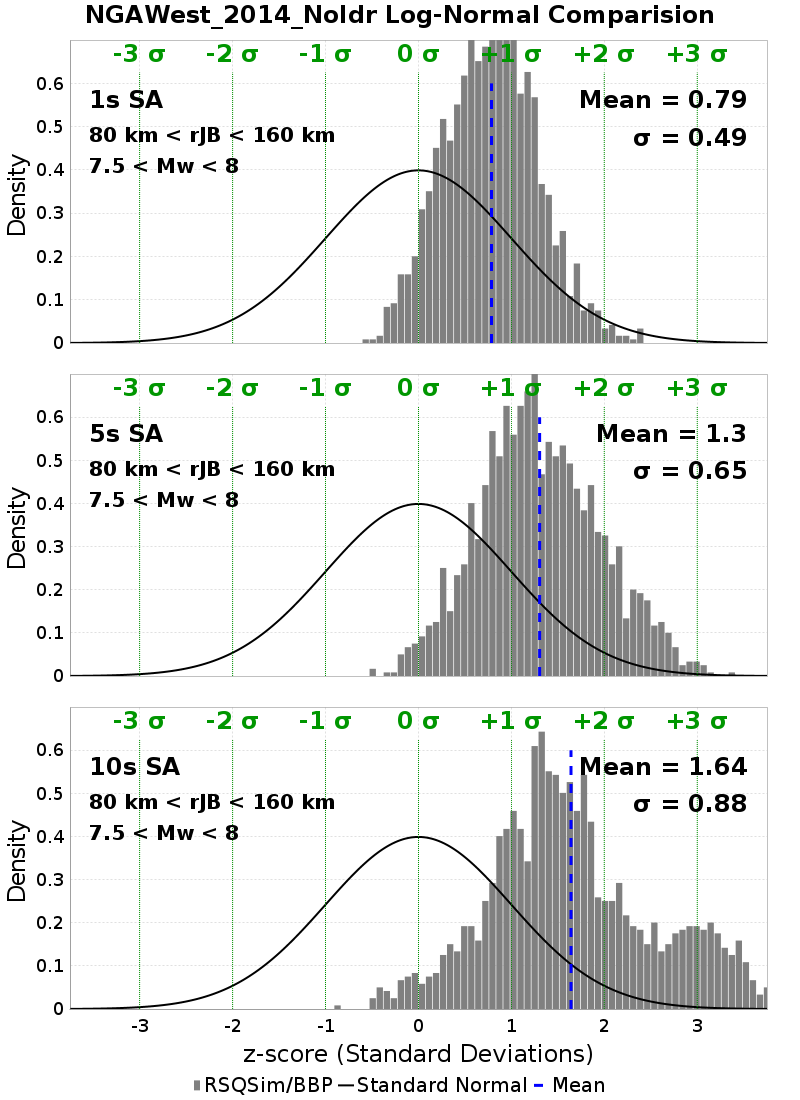 NGAWest_2014_NoIdr Log-Normal Comparision
-3 σ -2 σ -1 σ 0 σ +1 σ +2 σ +3 σ
1s SA
Mean = 0.79
80 km < rJB < 160 km
σ = 0.49
7.5 < Mw < 8
0.6
0.5
0.4
0.3
0.2
0.1
0
Density
-3 σ -2 σ -1 σ 0 σ +1 σ +2 σ +3 σ
5s SA
Mean = 1.3
80 km < rJB < 160 km
σ = 0.65
7.5 < Mw < 8
0.6
0.5
0.4
0.3
0.2
0.1
0
Density
-3 σ -2 σ -1 σ 0 σ +1 σ +2 σ +3 σ
10s SA
Mean = 1.64
80 km < rJB < 160 km
σ = 0.88
7.5 < Mw < 8
0.6
0.5
0.4
0.3
0.2
0.1
0
Density
-3 -2 -1 0 1 2 3
z-score (Standard Deviations)
RSQSim/BBP Standard Normal Mean